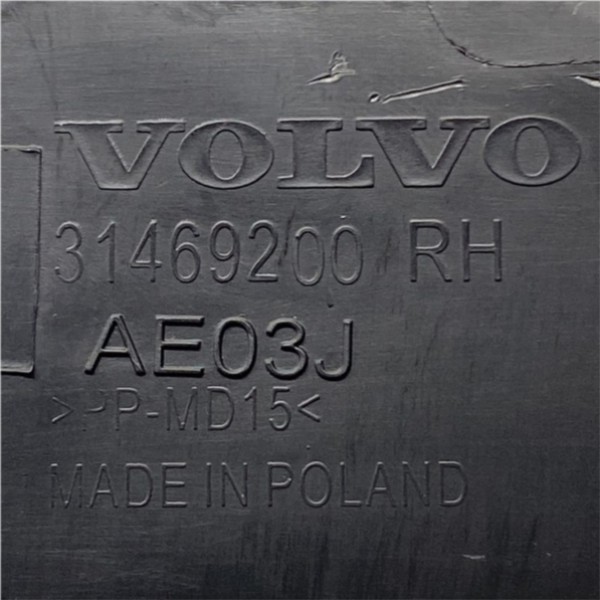 VOLVO
31469200 RH
AE03J
>PP-MD15<
MADE IN POLAND